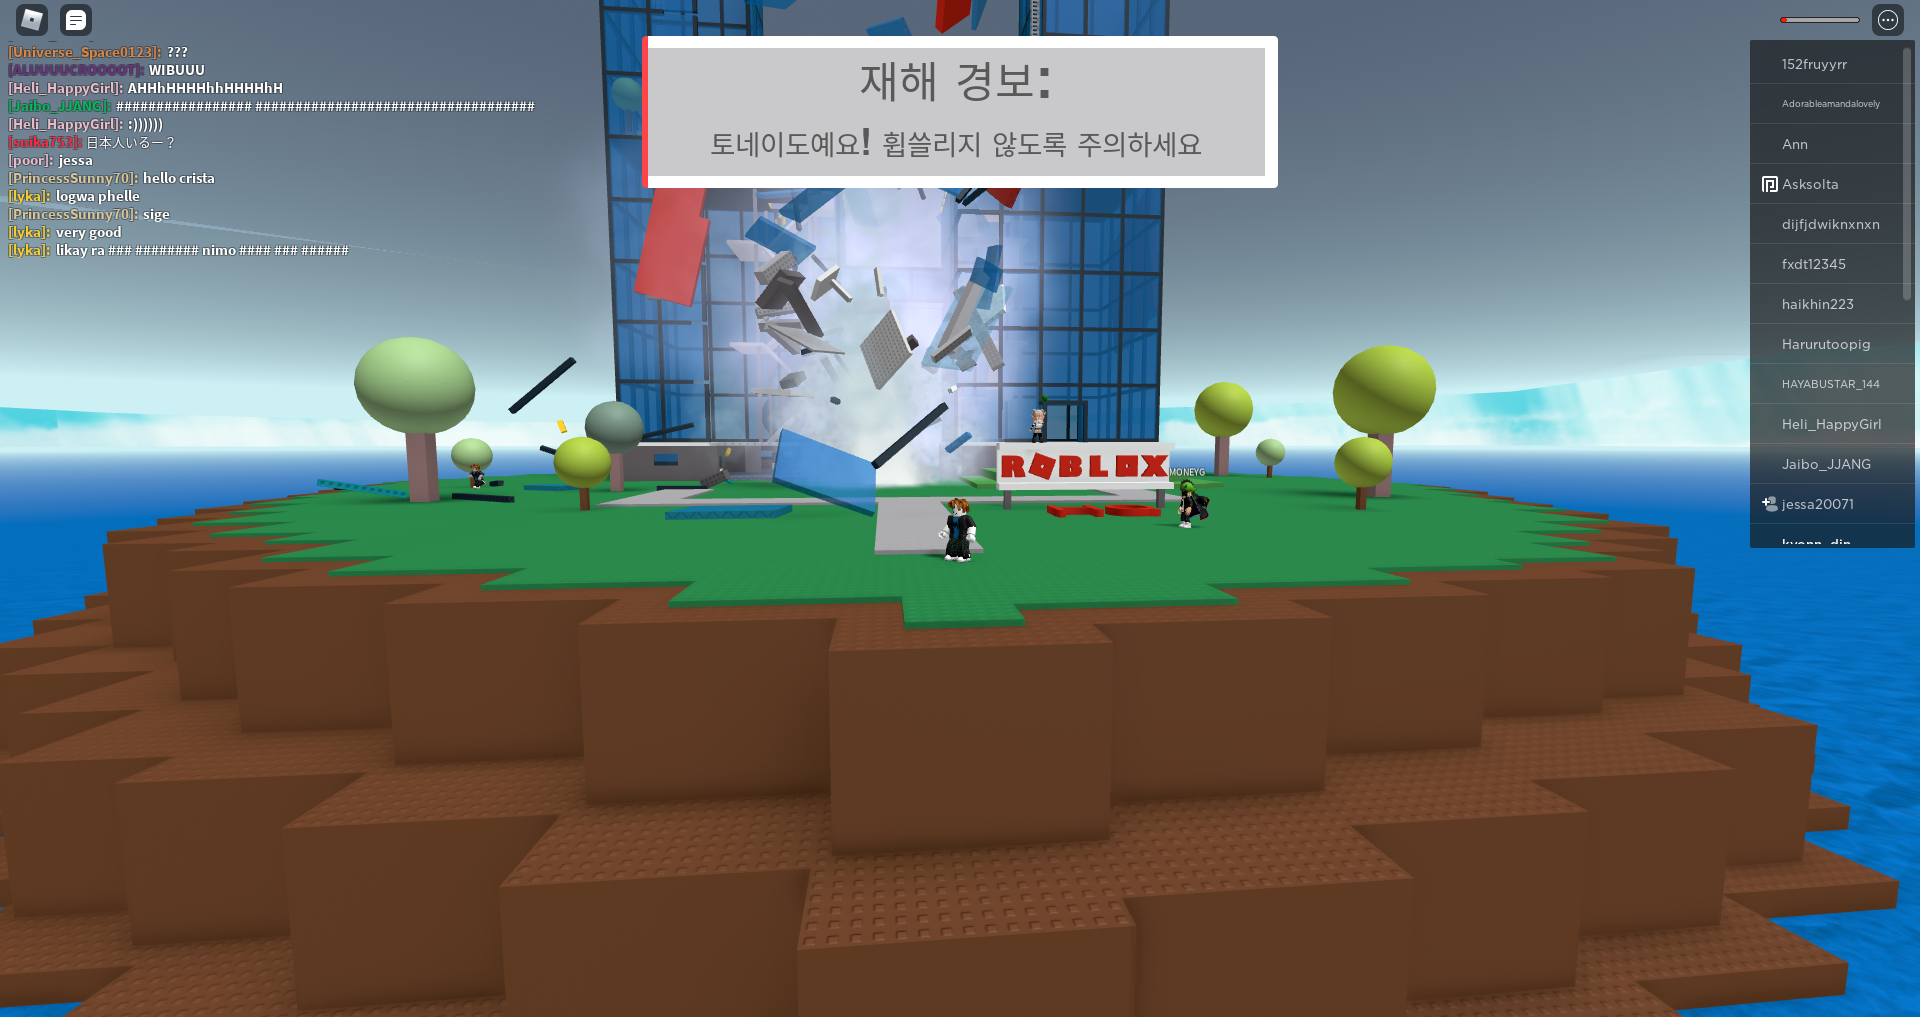 [Universe_Space0123]: ???
[ALUUUUCROOOOT]: WIBUUU
[Heli_HappyGirl]: AHHhHHHHhhHHHHhH
[Jaibo_JJANG]: ################# ###################################
[Heli_HappyGirl]: :))))))
[suika753]: 日本人いるー？
[poor]: jessa
[PrincessSunny70]: hello crista
[lyka]: logwa phelle
[PrincessSunny70]: sige
[lyka]: very good
[lyka]: likay ra ### ######## nimo #### ### ######
재해 경보:
토네이도예요! 휩쓸리지 않도록 주의하세요
ROBLOX
MONEYG
152fruyyrr
Adorableamandalovely
Ann
Asksolta
dijfjdwiknxnxn
fxdt12345
haikhin223
Harurutoopig
HAYABUSTAR_144
Heli_HappyGirl
Jaibo_JJANG
jessa20071